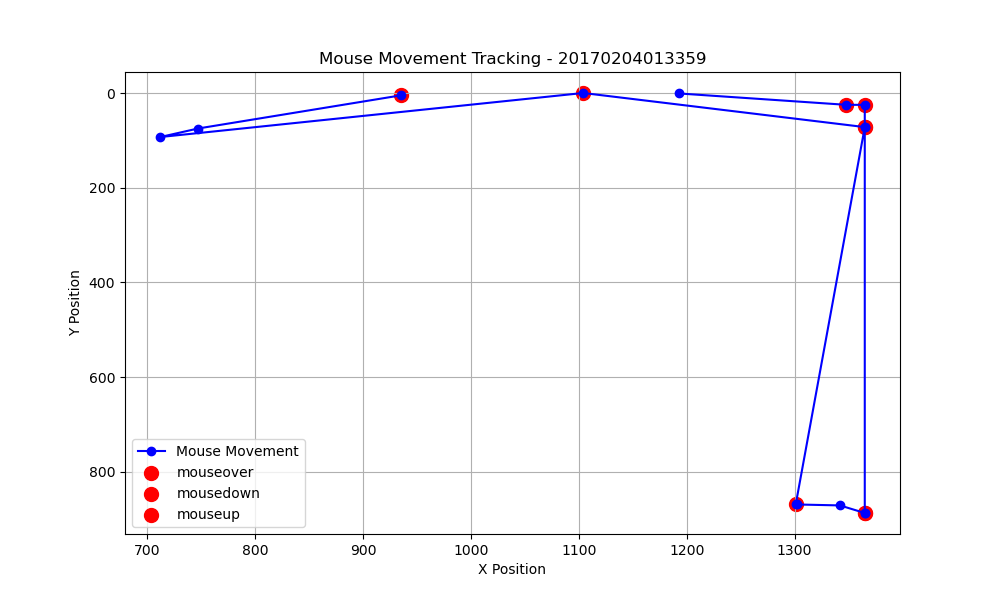 Mouse Movement Tracking - 20170204013359
0
200
400
600
800
Y Position
Mouse Movement
mouseover
mousedown
mouseup
700 800 900 1000 1100 1200 1300
X Position